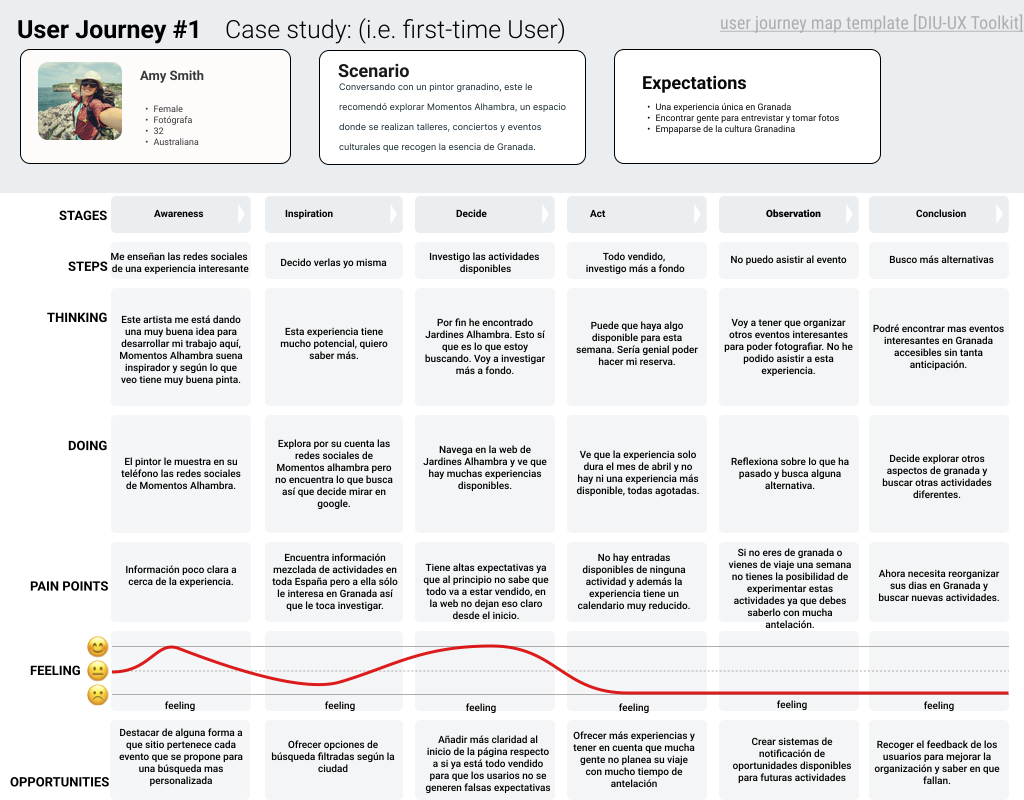 User Journey #1 Case study: (i.e. first-time User)
user journey map template [DIU-UX Toolkit]
Amy Smith
• Female
• Fotógrafa
• 32
• Australiana
Scenario
Conversando con un pintor granadino, este le
recomendó explorar Momentos Alhambra, un espacio
donde se realizan talleres, conciertos y eventos
culturales que recogen la esencia de Granada.
Expectations
• Una experiencia única en Granada
• Encontrar gente para entrevistar y tomar fotos
• Empaparse de la cultura Granadina
STAGES
Awareness
Inspiration
Decide
Act
Observation
Conclusion
STEPS
Me enseñan las redes sociales
de una experiencia interesante
Decido verlas yo misma
Investigo las actividades
disponibles
Todo vendido,
investigo más a fondo
No puedo asistir al evento
Busco más alternativas
THINKING
Este artista me está dando
una muy buena idea para
desarrollar mi trabajo aquí,
Momentos Alhambra suena
inspirador y según lo que
veo tiene muy buena pinta.
Esta experiencia tiene
mucho potencial, quiero
saber más.
Por fin he encontrado
Jardines Alhambra. Esto sí
que es lo que estoy
buscando. Voy a investigar
más a fondo.
Puede que haya algo
disponible para esta
semana. Sería genial poder
hacer mi reserva.
Voy a tener que organizar
otros eventos interesantes
para poder fotografiar. No he
podido asistir a esta
experiencia.
Podré encontrar mas eventos
interesantes en Granada
accesibles sin tanta
anticipación.
DOING
El pintor le muestra en su
teléfono las redes sociales
de Momentos Alhambra.
Explora por su cuenta las
redes sociales de
Momentos alhambra pero
no encuentra lo que busca
así que decide mirar en
google.
Navega en la web de
Jardines Alhambra y ve que
hay muchas experiencias
disponibles.
Ve que la experiencia solo
dura el mes de abril y no
hay ni una experiencia más
disponible, todas agotadas.
Reflexiona sobre lo que ha
pasado y busca alguna
alternativa.
Decide explorar otros
aspectos de granada y
buscar otras actividades
diferentes.
PAIN POINTS
Información poco clara a
cerca de la experiencia.
Encuentra información
mezclada de actividades en
toda España pero a ella sólo
le interesa en Granada así
que le toca investigar.
Tiene altas expectativas ya
que al principio no sabe que
todo va a estar vendido, en
la web no dejan eso claro
desde el inicio.
No hay entradas
disponibles de ninguna
actividad y además la
experiencia tiene un
calendario muy reducido.
Si no eres de granada o
vienes de viaje una semana
no tienes la posibilidad de
experimentar estas
actividades ya que debes
saberlo con mucha
antelación.
Ahora necesita reorganizar
sus dias en Granada y
buscar nuevas actividades.
FEELING
feeling
feeling
feeling
feeling
feeling
feeling
OPPORTUNITIES
Destacar de alguna forma a
que sitio pertenece cada
evento que se propone para
una búsqueda mas
personalizada
Ofrecer opciones de
búsqueda filtradas según la
ciudad
Añadir más claridad al
inicio de la página respecto
a si ya está todo vendido
para que los usarios no se
generen falsas expectativas
Ofrecer más experiencias y
tener en cuenta que mucha
gente no planea su viaje
con mucho tiempo de
antelación
Crear sistemas de
notificación de
oportunidades disponibles
para futuras actividades
Recoger el feedback de los
usuarios para mejorar la
organización y saber en que
fallan.